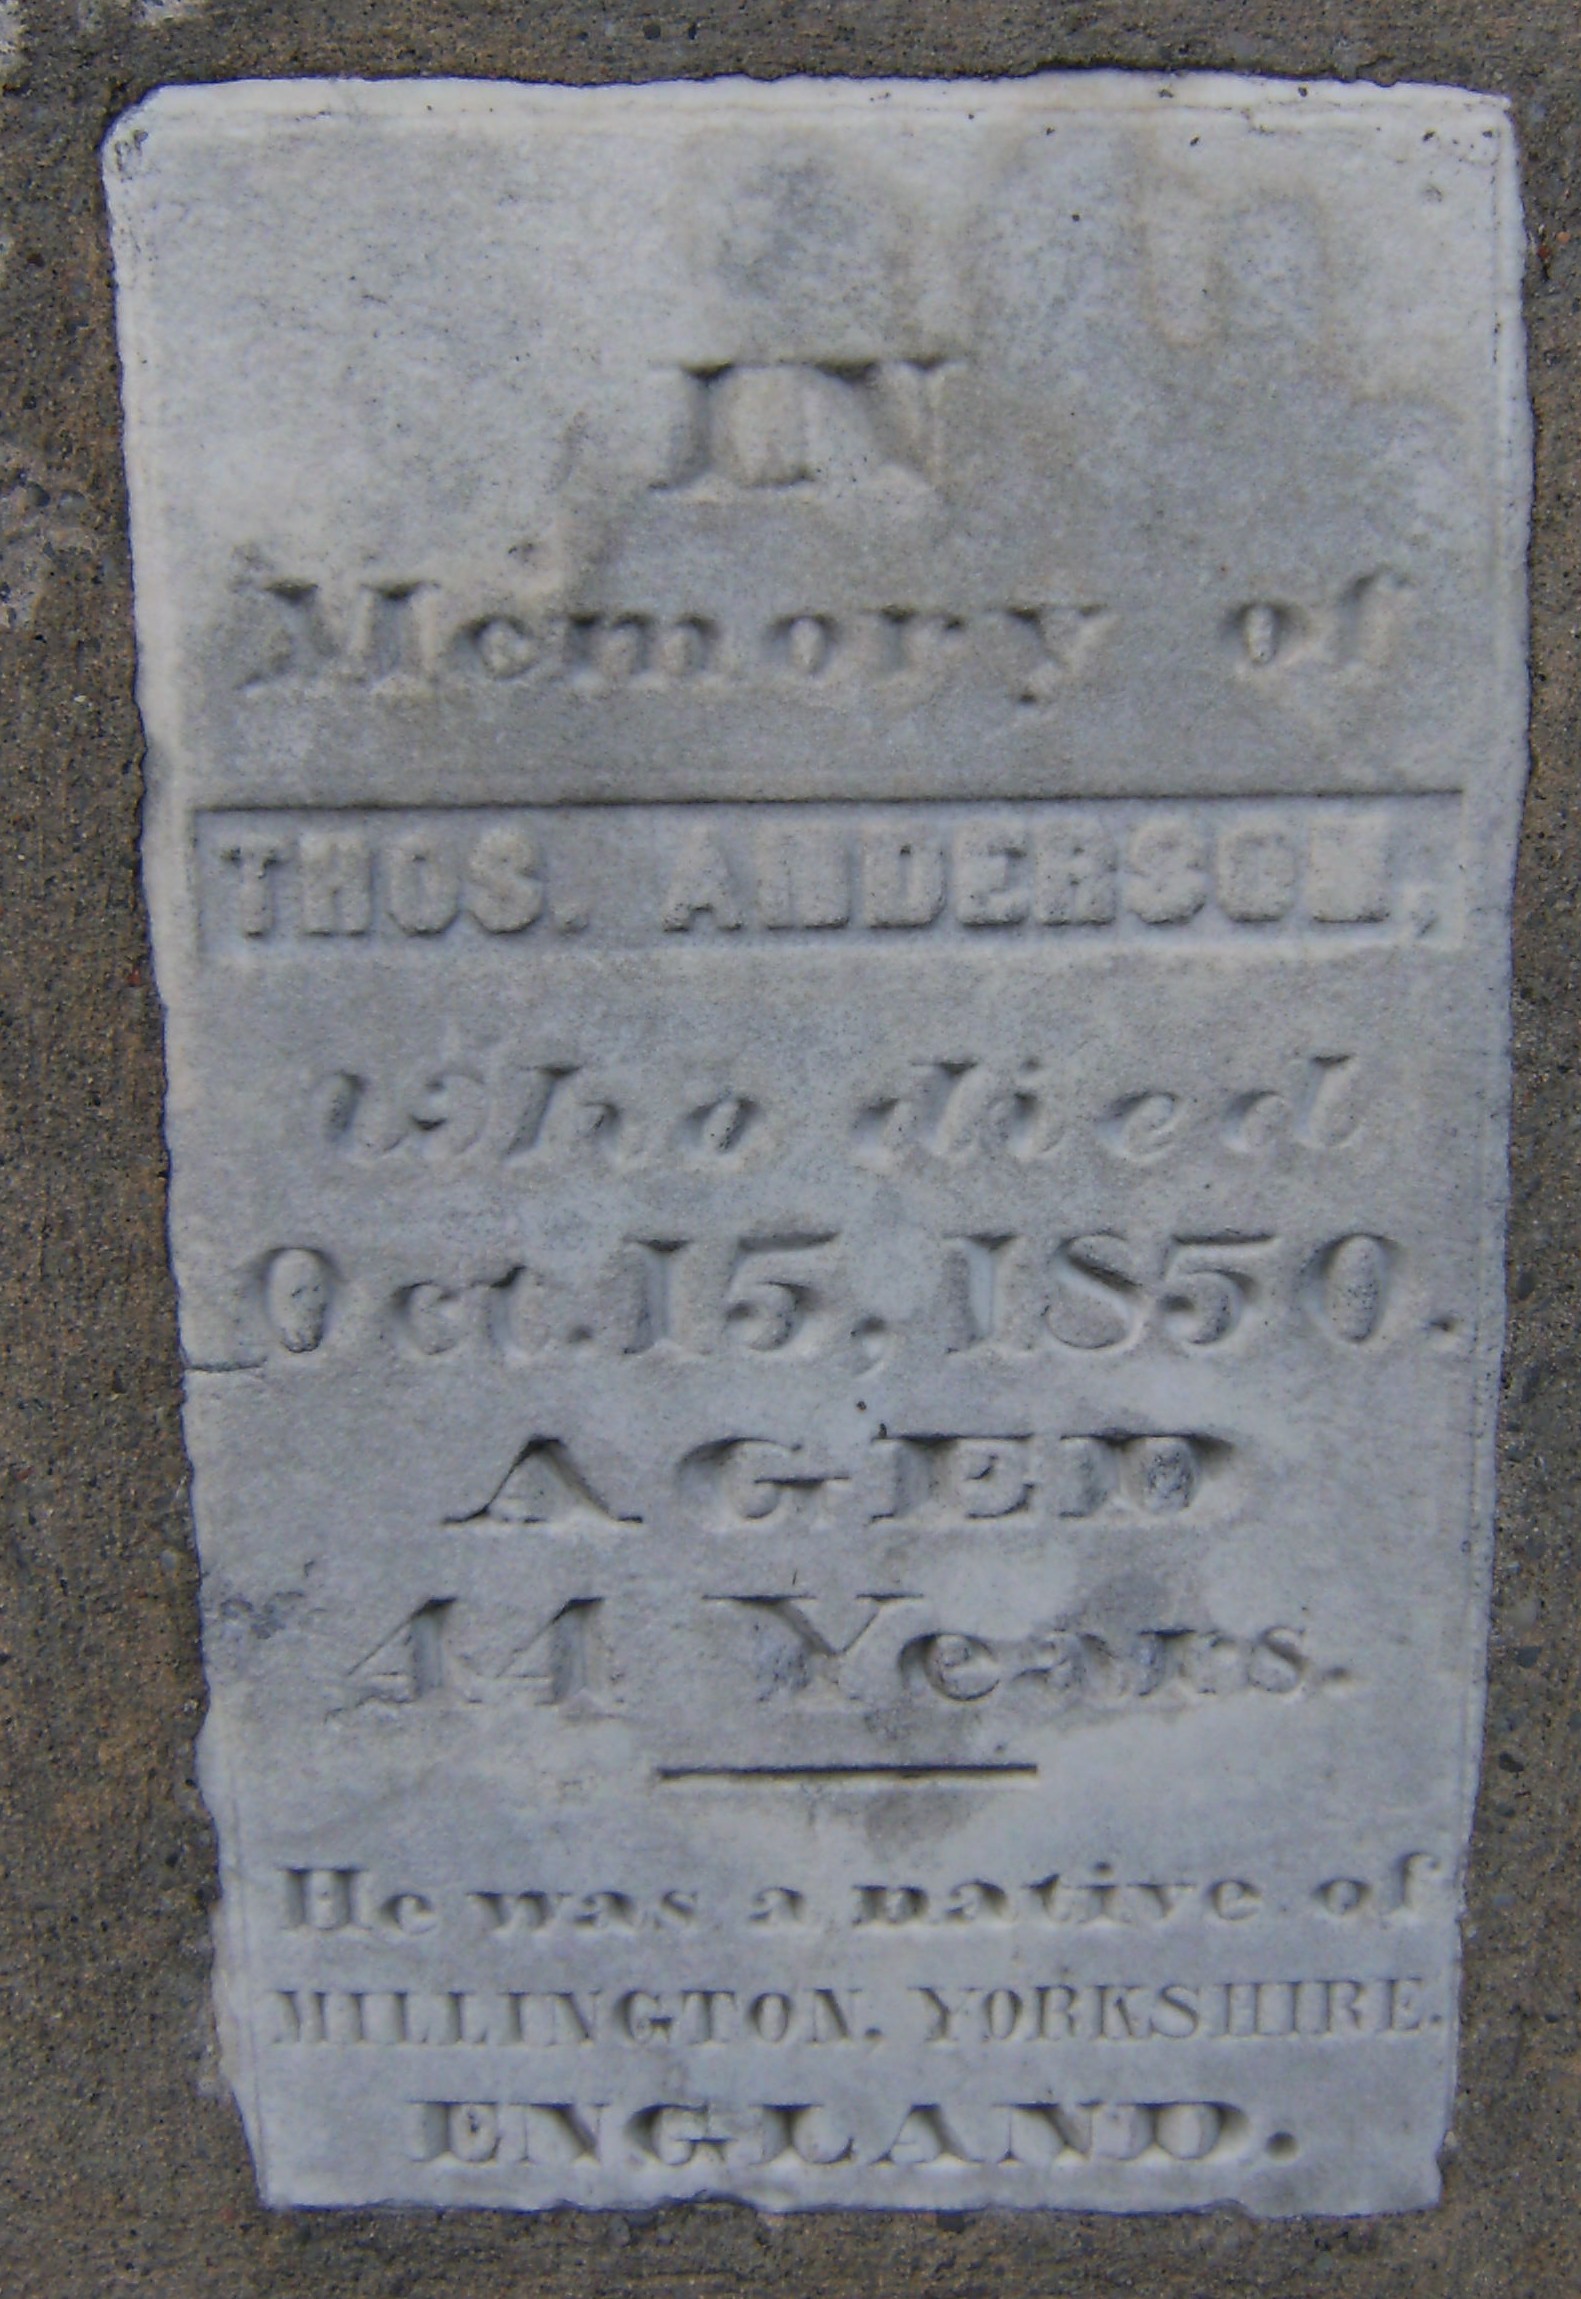 IN
Memory of
THOS. ANDERSON,
who died
Oct. 15, 1850.
AGED
44 Years.
He was a native of
MILLINGTON, YORKSHIRE.
ENGLAND.